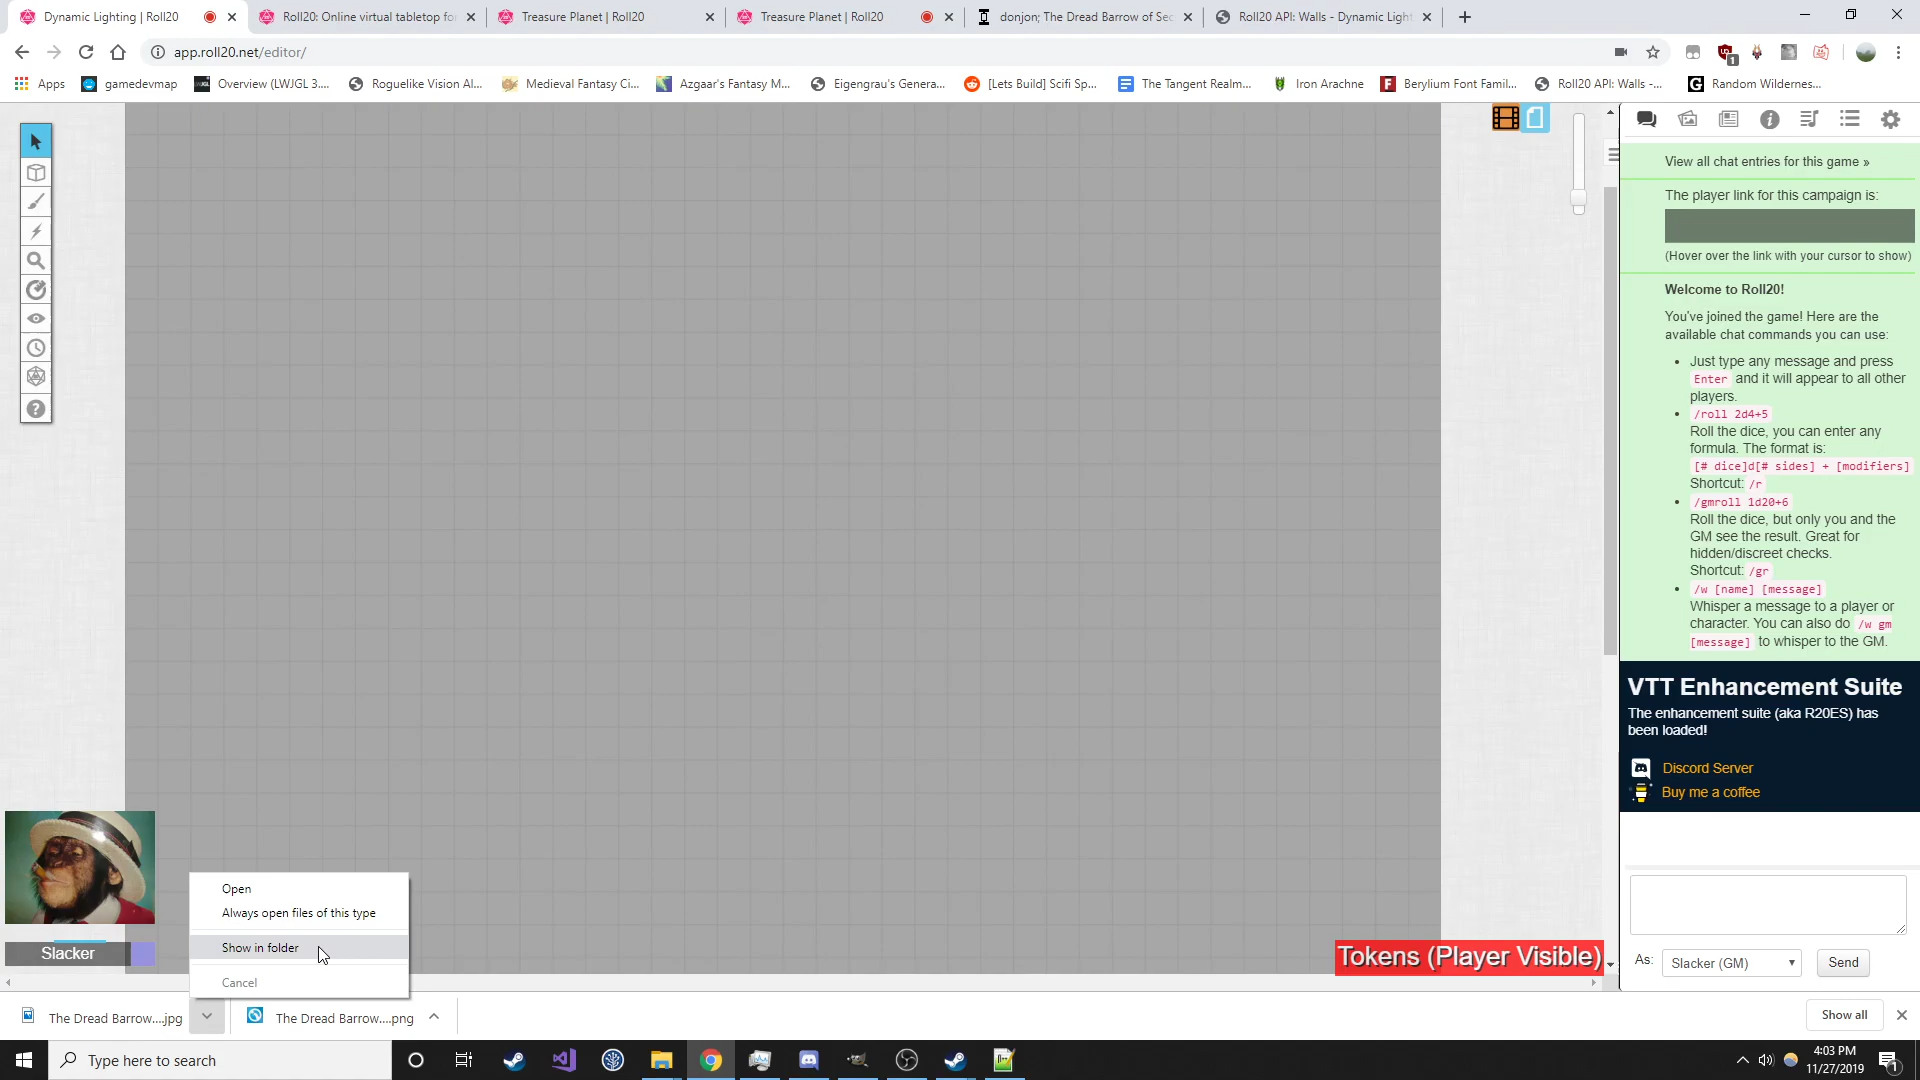 Dynamic Lighting | Roll20
Roll20: Online virtual tabletop fo
Treasure Planet | Roll20
Treasure Planet | Roll20
donjon; The Dread Barrow of Sec
Roll20 API: Walls - Dynamic Light
app.roll20.net/editor/
Apps
gamedevmap
Overview (LWJGL 3....
Roguelike Vision Al...
Medieval Fantasy Ci...
Azgaar's Fantasy M...
Eigengrau's Genera...
[Lets Build] Scifi Sp...
The Tangent Realm...
Iron Arachne
Berylium Font Famil...
Roll20 API: Walls -...
Random Wildernes...
View all chat entries for this game »
The player link for this campaign is:
(Hover over the link with your cursor to show)
Welcome to Roll20!
You've joined the game! Here are the
available chat commands you can use:
• Just type any message and press
Enter and it will appear to all other
players.
• /roll 2d4+5
Roll the dice, you can enter any
formula. The format is:
[# dice]d[# sides] + [modifiers]
Shortcut: /r
• /gmroll 1d20+6
Roll the dice, but only you and the
GM see the result. Great for
hidden/discreet checks.
Shortcut: /gr
• /w [name] [message]
Whisper a message to a player or
character. You can also do /w gm
[message] to whisper to the GM.
VTT Enhancement Suite
The enhancement suite (aka R20ES) has
been loaded!
Discord Server
Buy me a coffee
Open
Always open files of this type
Show in folder
Cancel
Slacker
Tokens (Player Visible)
As:
Slacker (GM)
Send
The Dread Barrow....jpg
The Dread Barrow....png
Show all
Type here to search
4:03 PM
11/27/2019
1
1